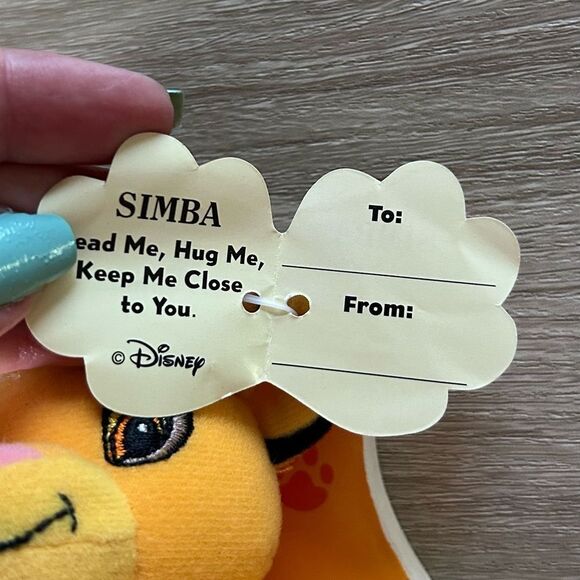 SIMBA
ead Me, Hug Me,
Keep Me Close
to You.
© Disney
To:
From: